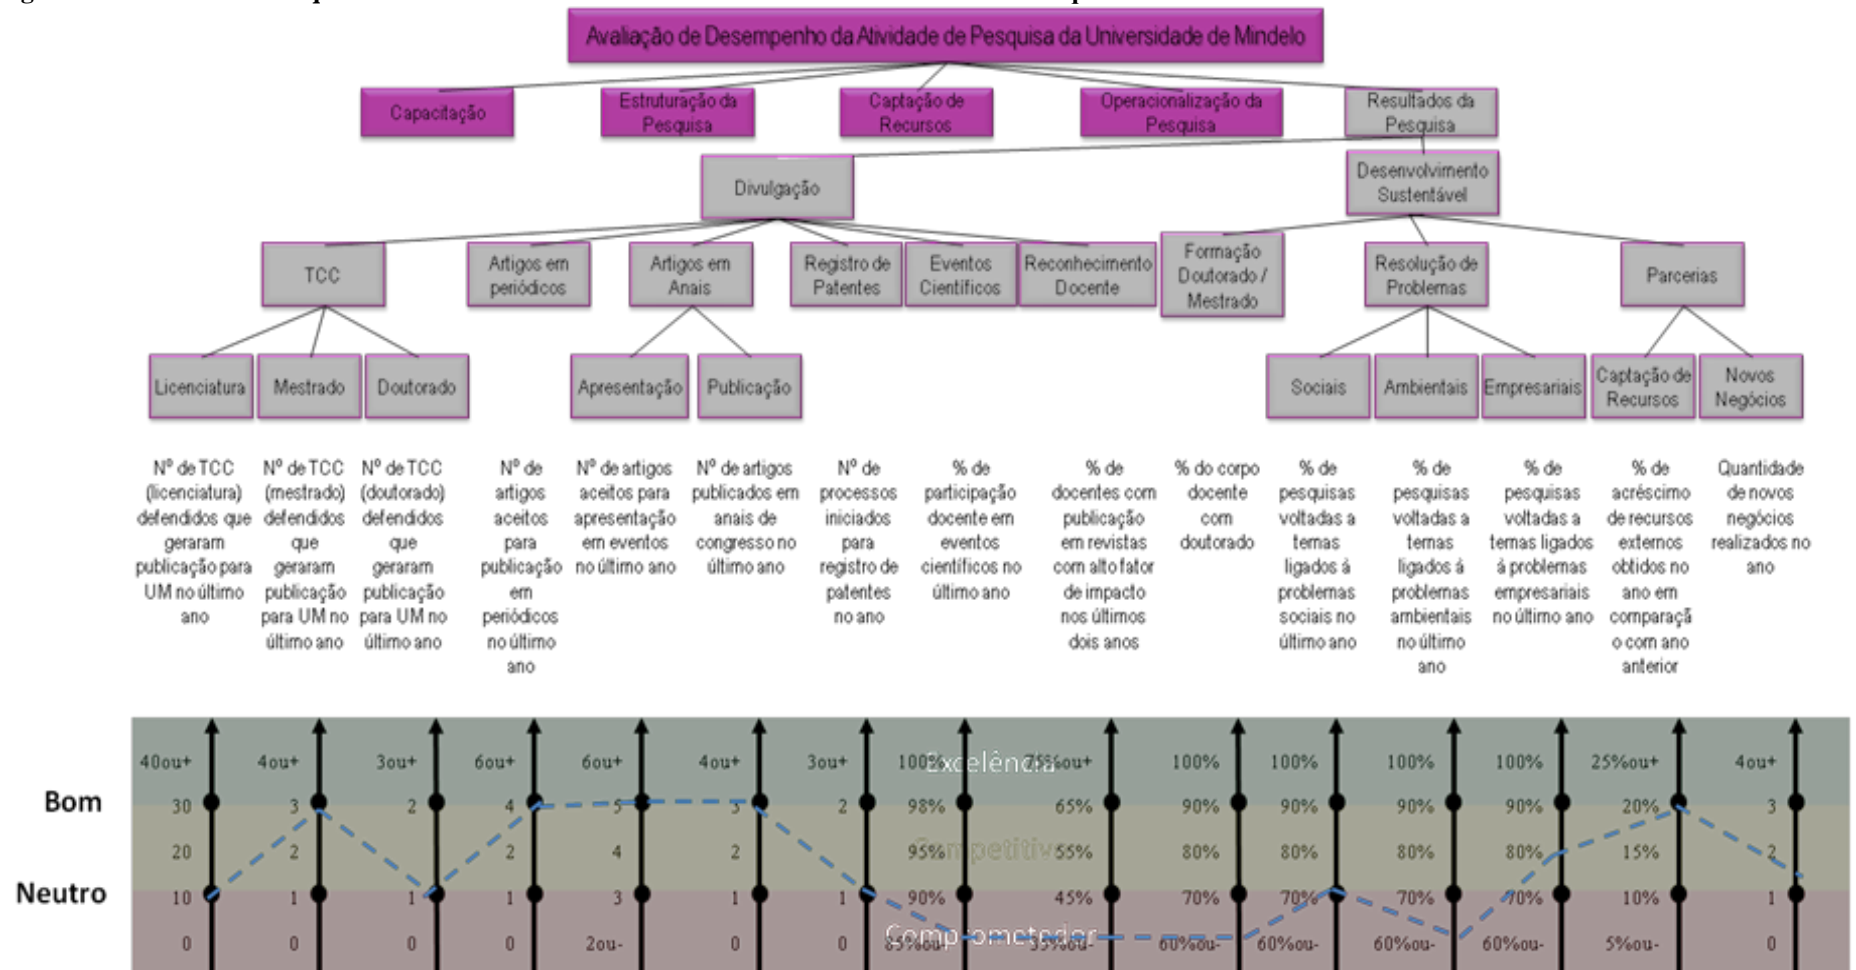 Avaliação de Desempenho da Atividade de Pesquisa da Universidade de Mindelo
Capacitação
Estruturação da
Pesquisa
Captação de
Recursos
Operacionalização da
Pesquisa
Resultados da
Pesquisa
Divulgação
Desenvolvimento
Sustentável
TCC
Artigos em
periódicos
Artigos em
Anais
Registro de
Patentes
Eventos
Científicos
Reconhecimento
Docente
Formação
Doutorado /
Mestrado
Resolução de
Problemas
Parcerias
Licenciatura
Mestrado
Doutorado
Apresentação
Publicação
Sociais
Ambientais
Empresariais
Captação de
Recursos
Novos
Negócios
Nº de TCC
(licenciatura)
defendidos que
geraram
publicação para
UM no último
ano
Nº de TCC
(mestrado)
defendidos
que
geraram
publicação
para UM no
último ano
Nº de TCC
(doutorado)
defendidos
que
geraram
publicação
para UM no
último ano
Nº de
artigos
aceitos
para
publicação
em
periódicos
no último
ano
Nº de artigos
aceitos para
apresentação
em eventos
no último ano
Nº de artigos
publicados em
anais de
congresso no
último ano
Nº de
processos
iniciados
para
registro de
patentes
no ano
% de
participação
docente em
eventos
científicos no
último ano
% de
docentes com
publicação
em revistas
com alto fator
de impacto
nos últimos
dois anos
% do corpo
docente
com
doutorado
% de
pesquisas
voltadas a
temas
ligados á
problemas
sociais no
último ano
% de
pesquisas
voltadas a
temas
ligados á
problemas
ambientais
no último
ano
% de
pesquisas
voltadas a
temas ligados
á problemas
empresariais
no último ano
% de
acréscimo
de recursos
externos
obtidos no
ano em
comparaçã
o com ano
anterior
Quantidade
de novos
negócios
realizados no
ano
40ou+ 4ou+ 3ou+ 6ou+ 6ou+ 4ou+ 3ou+ 100% Excelência 75%ou+ 100% 100% 100% 100% 25%ou+ 4ou+
Bom 30 3 2 4 5 3 2 98% 65% 90% 90% 90% 90% 20% 3
20 2 2 4 2 95% Competitivo 55% 80% 80% 80% 80% 15% 2
Neutro 10 1 1 1 3 1 1 90% 45% 70% 70% 70% 70% 10% 1
0 0 0 0 2ou- 0 0 85%ou- Comprometedor 35%ou- 60%ou- 60%ou- 60%ou- 60%ou- 5%ou- 0